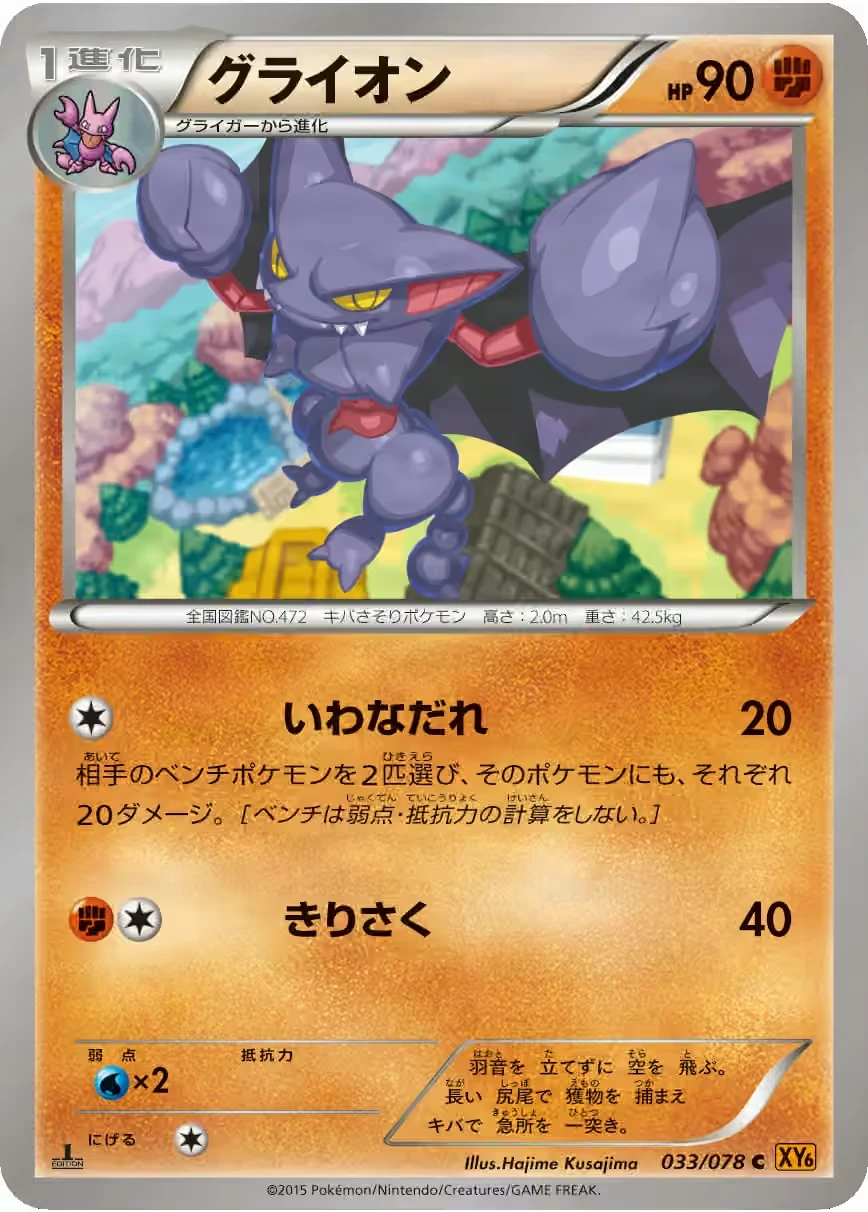 1進化
グライオン
HP90
グライガーから進化
全国図鑑NO.472 キバさそりポケモン 高さ:2.0m 重さ:42.5kg
いわなだれ 20
相手のベンチポケモンを2匹選び、そのポケモンにも、それぞれ
20ダメージ。[ベンチは弱点・抵抗力の計算をしない。]
きりさく 40
弱点 抵抗力
×2
にげる
羽音を 立てずに 空を 飛ぶ。
長い 尻尾で 獲物を 捕まえ
キバで 急所を 一突き。
1 EDITION
Illus.Hajime Kusajima 033/078 C XY6
©2015 Pokémon/Nintendo/Creatures/GAME FREAK.